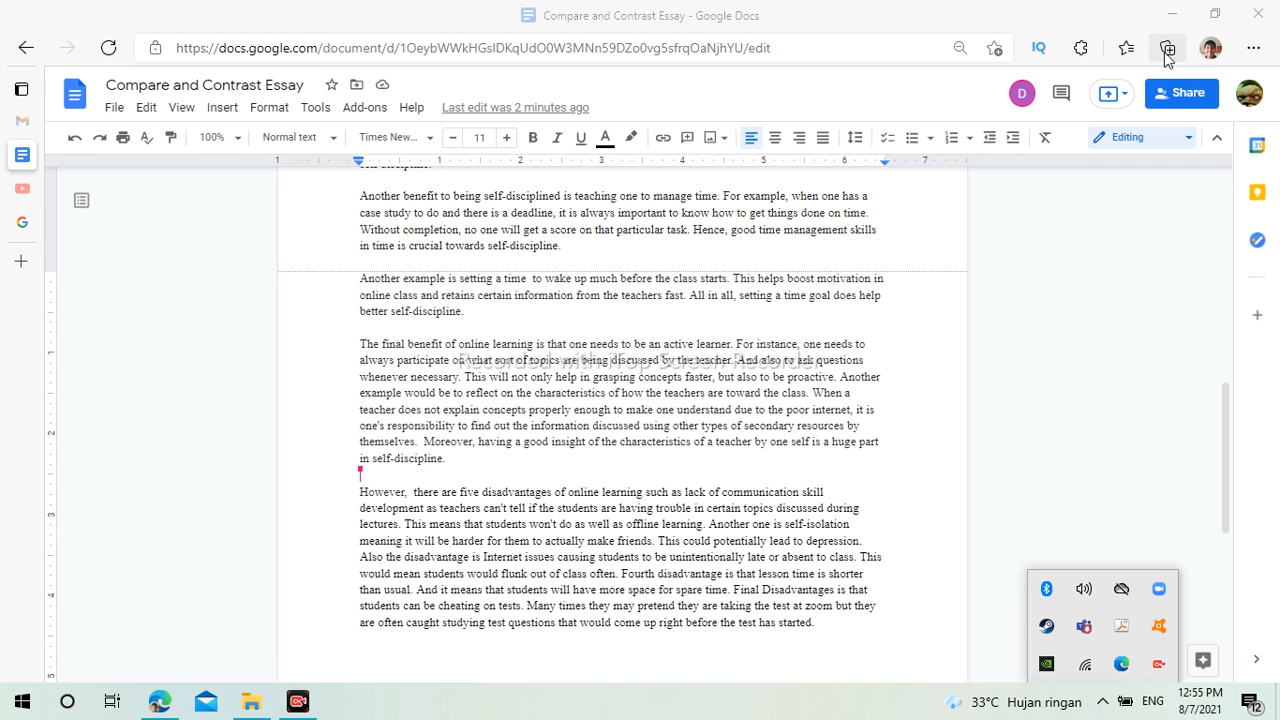 Compare and Contrast Essay - Google Docs
https://docs.google.com/document/d/1OeybWWkHGsIDKqUdO0W3MNn59DZo0vg5sfrqOaNjhYU/edit
IQ
Compare and Contrast Essay
File Edit View Insert Format Tools Add-ons Help Last edit was 2 minutes ago
D
Share
100% Normal text Times New... 11 B I U A Editing
1 1 2 3 4 5 6 7
Another benefit to being self-disciplined is teaching one to manage time. For example, when one has a
case study to do and there is a deadline, it is always important to know how to get things done on time.
Without completion, no one will get a score on that particular task. Hence, good time management skills
in time is crucial towards self-discipline.
Another example is setting a time  to wake up much before the class starts. This helps boost motivation in
online class and retains certain information from the teachers fast. All in all, setting a time goal does help
better self-discipline.
The final benefit of online learning is that one needs to be an active learner. For instance, one needs to
always participate on what sort of topics are being discussed by the teacher. And also to ask questions
Recorded with iTop Screen Recorder
whenever necessary. This will not only help in grasping concepts faster, but also to be proactive. Another
example would be to reflect on the characteristics of how the teachers are toward the class. When a
teacher does not explain concepts properly enough to make one understand due to the poor internet, it is
one's responsibility to find out the information discussed using other types of secondary resources by
themselves.  Moreover, having a good insight of the characteristics of a teacher by one self is a huge part
in self-discipline.
However,  there are five disadvantages of online learning such as lack of communication skill
development as teachers can't tell if the students are having trouble in certain topics discussed during
lectures. This means that students won't do as well as offline learning. Another one is self-isolation
meaning it will be harder for them to actually make friends. This could potentially lead to depression.
Also the disadvantage is Internet issues causing students to be unintentionally late or absent to class. This
would mean students would flunk out of class often. Fourth disadvantage is that lesson time is shorter
than usual. And it means that students will have more space for spare time. Final Disadvantages is that
students can be cheating on tests. Many times they may pretend they are taking the test at zoom but they
are often caught studying test questions that would come up right before the test has started.
1
2
3
4
5
33°C Hujan ringan
ENG
12:55 PM
8/7/2021
12